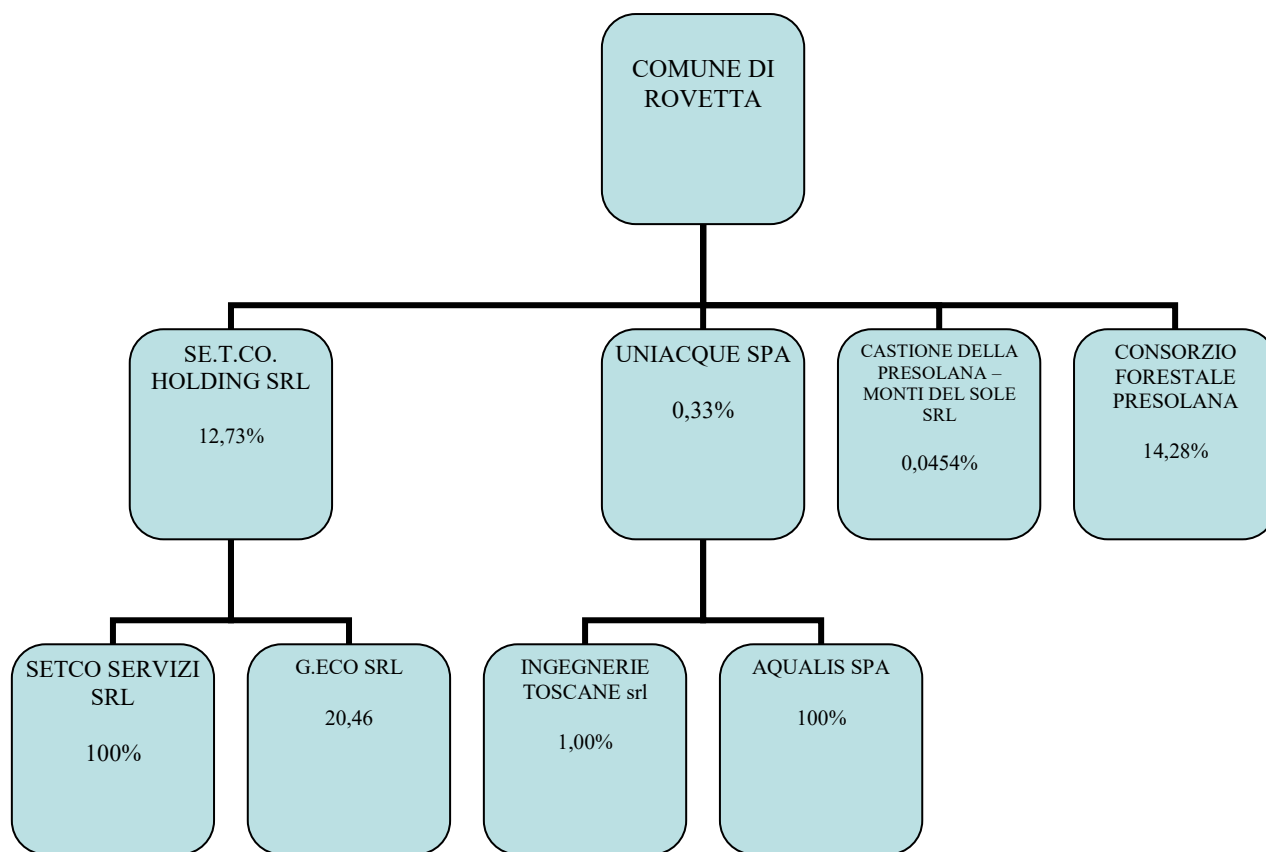 COMUNE DI
ROVETTA
SE.T.CO.
HOLDING SRL
12,73%
UNIACQUE SPA
0,33%
CASTIONE DELLA
PRESOLANA –
MONTI DEL SOLE
SRL
0,0454%
CONSORZIO
FORESTALE
PRESOLANA
14,28%
SETCO SERVIZI
SRL
100%
G.ECO SRL
20,46
INGEGNERIE
TOSCANE srl
1,00%
AQUALIS SPA
100%